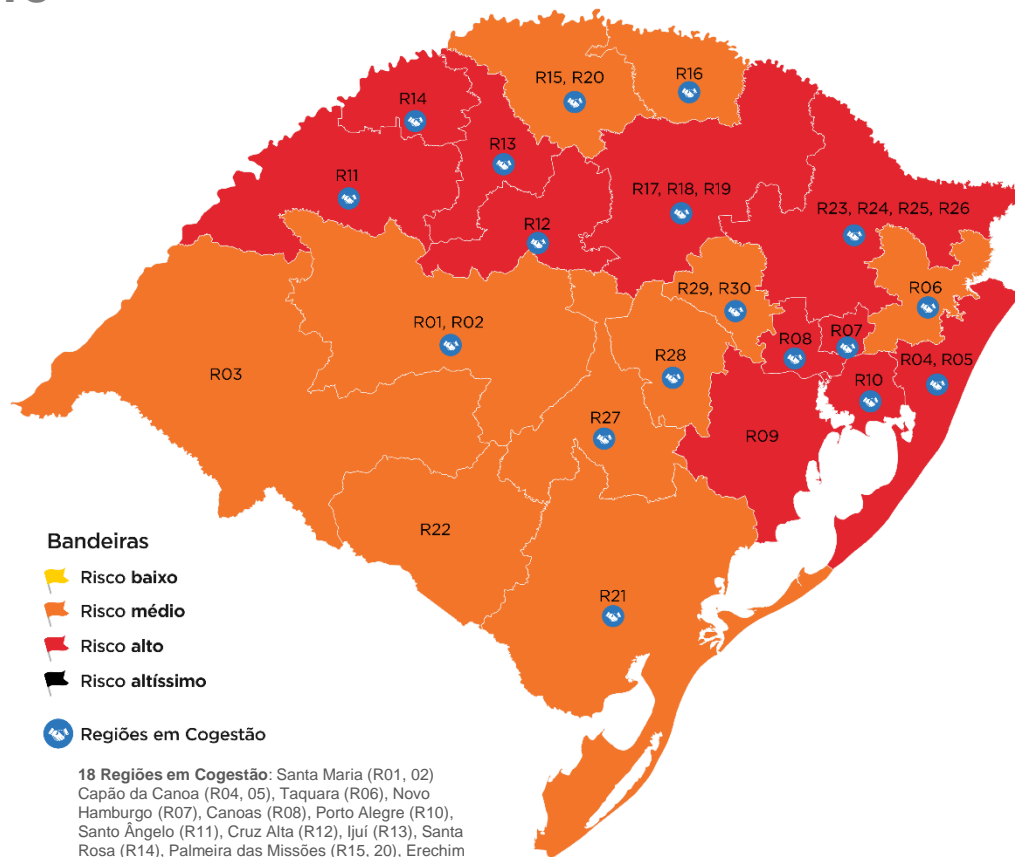 R15, R20
R16
R14
R13
R11
R17, R18, R19
R23, R24, R25, R26
R12
R29, R30
R06
R01, R02
R08
R07
R28
R04, R05
R03
R10
R27
R09
R22
R21
Bandeiras
Risco baixo
Risco médio
Risco alto
Risco altíssimo
Regiões em Cogestão
18 Regiões em Cogestão: Santa Maria (R01, 02)
Capão da Canoa (R04, 05), Taquara (R06), Novo
Hamburgo (R07), Canoas (R08), Porto Alegre (R10),
Santo Ângelo (R11), Cruz Alta (R12), Ijuí (R13), Santa
Rosa (R14), Palmeira das Missões (R15, 20), Erechim